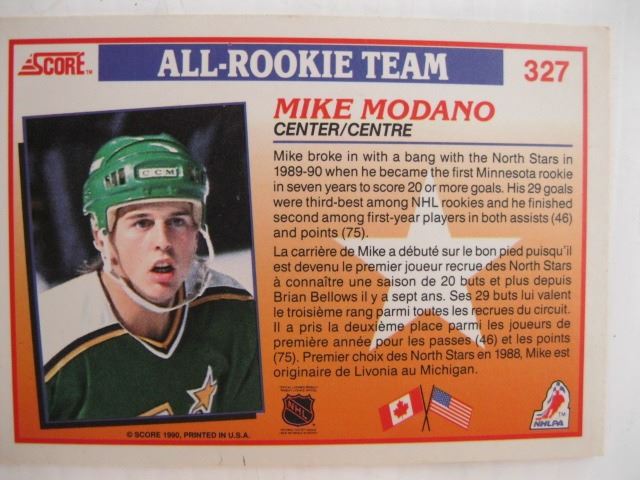 SCORE™
ALL-ROOKIE TEAM
327
MIKE MODANO
CENTER/CENTRE
Mike broke in with a bang with the North Stars in
1989-90 when he became the first Minnesota rookie
in seven years to score 20 or more goals. His 29 goals
were third-best among NHL rookies and he finished
second among first-year players in both assists (46)
and points (75).
La carrière de Mike a débuté sur le bon pied puisqu'il
est devenu le premier joueur recrue des North Stars
à connaître une saison de 20 buts et plus depuis
Brian Bellows il y a sept ans. Ses 29 buts lui valent
le troisième rang parmi toutes les recrues du circuit.
Il a pris la deuxième place parmi les joueurs de
première année pour les passes (46) et les points
(75). Premier choix des North Stars en 1988, Mike est
originaire de Livonia au Michigan.
CCM
NHL
NHLPA
TM
© SCORE 1990, PRINTED IN U.S.A.